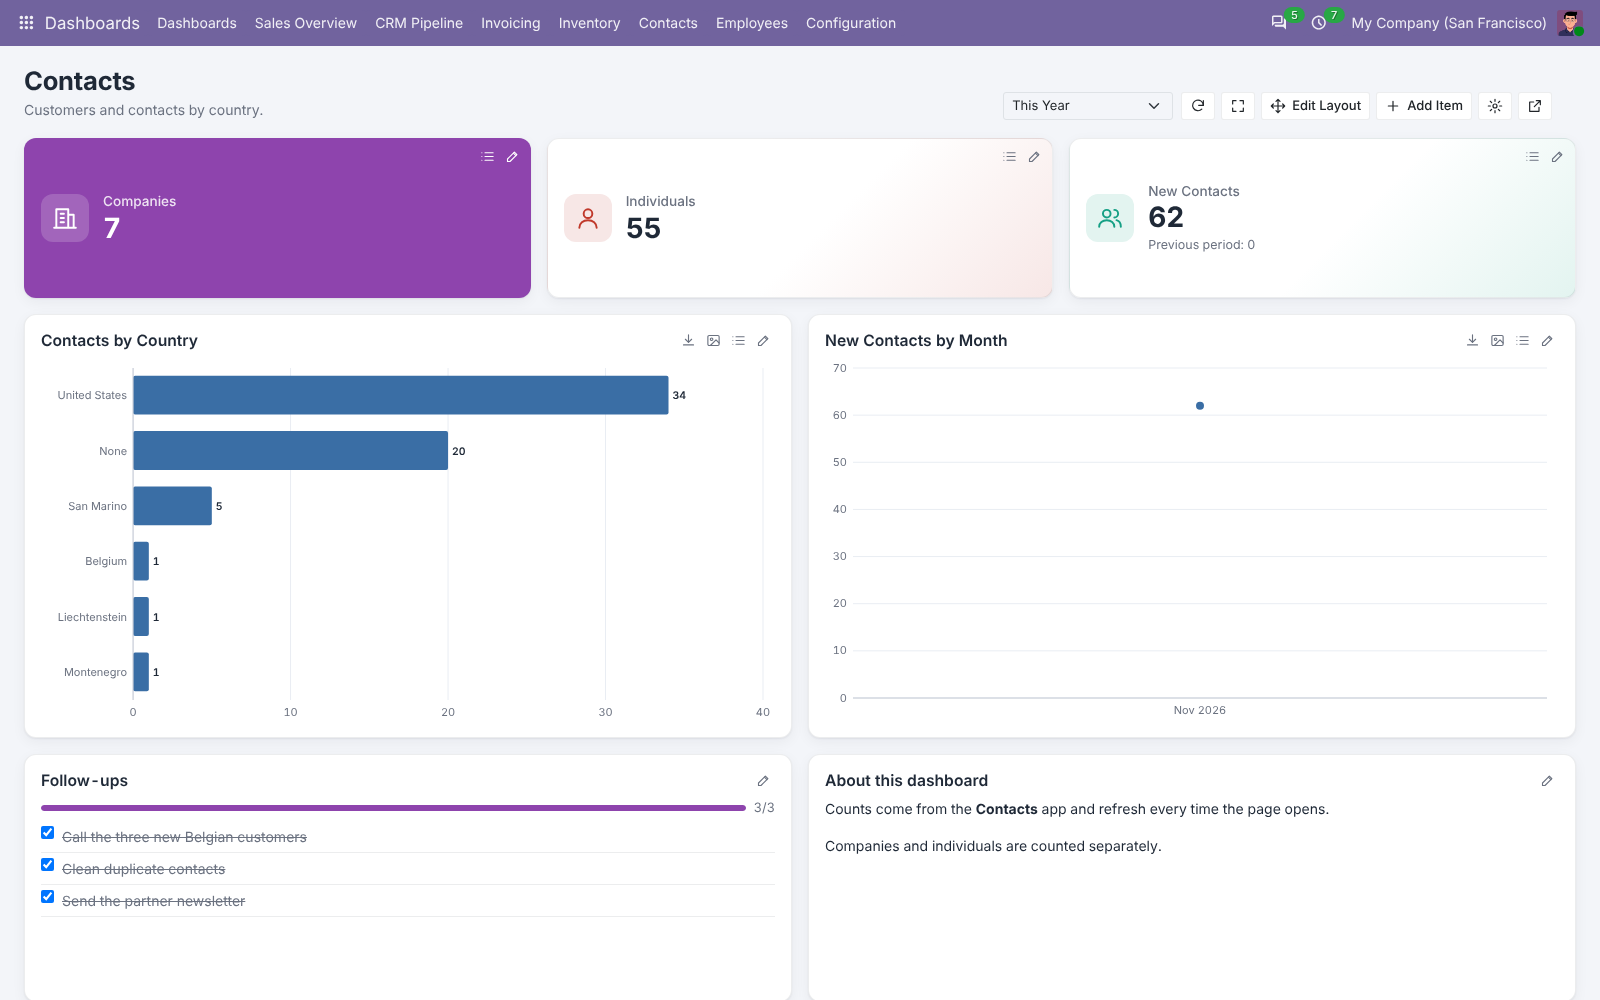 Dashboards Dashboards Sales Overview CRM Pipeline Invoicing Inventory Contacts Employees Configuration 5 7 My Company (San Francisco)
Contacts
Customers and contacts by country.
This Year Edit Layout Add Item
Companies
7
Individuals
55
New Contacts
62
Previous period: 0
Contacts by Country
United States 34
None 20
San Marino 5
Belgium 1
Liechtenstein 1
Montenegro 1
0 10 20 30 40
New Contacts by Month
70
60
50
40
30
20
10
0
Nov 2026
Follow-ups
3/3
Call the three new Belgian customers
Clean duplicate contacts
Send the partner newsletter
About this dashboard
Counts come from the Contacts app and refresh every time the page opens.
Companies and individuals are counted separately.